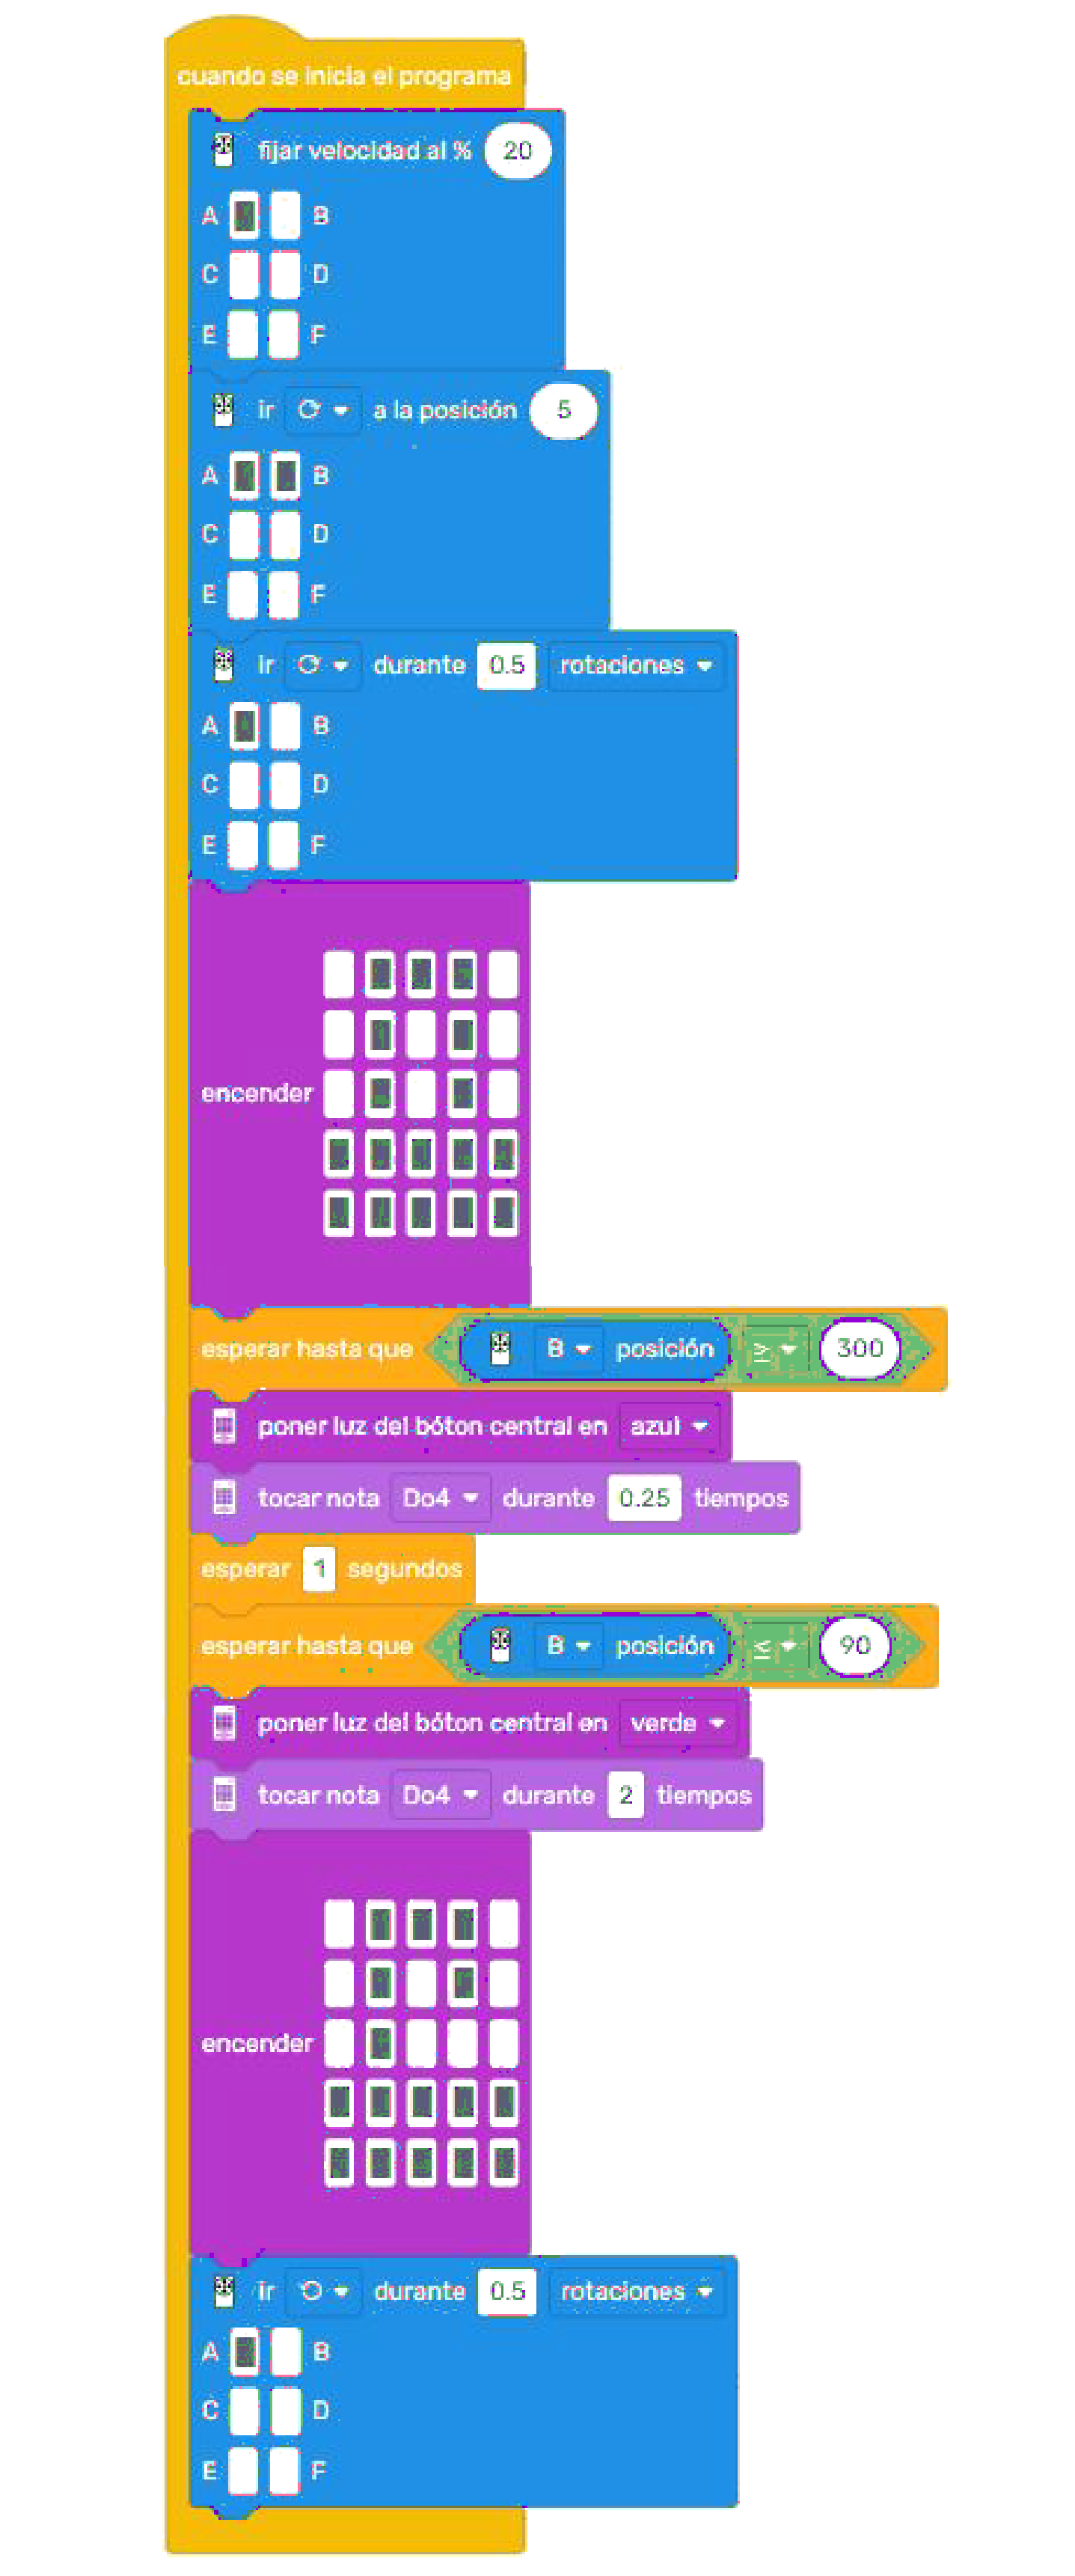 cuando se inicia el programa
fijar velocidad al % 20
A B
C D
E F
ir a la posición 5
A B
C D
E F
ir durante 0.5 rotaciones
A B
C D
E F
encender
esperar hasta que B posición ≥ 300
poner luz del bóton central en azul
tocar nota Do4 durante 0.25 tiempos
esperar 1 segundos
esperar hasta que B posición ≤ 90
poner luz del bóton central en verde
tocar nota Do4 durante 2 tiempos
encender
ir durante 0.5 rotaciones
A B
C D
E F